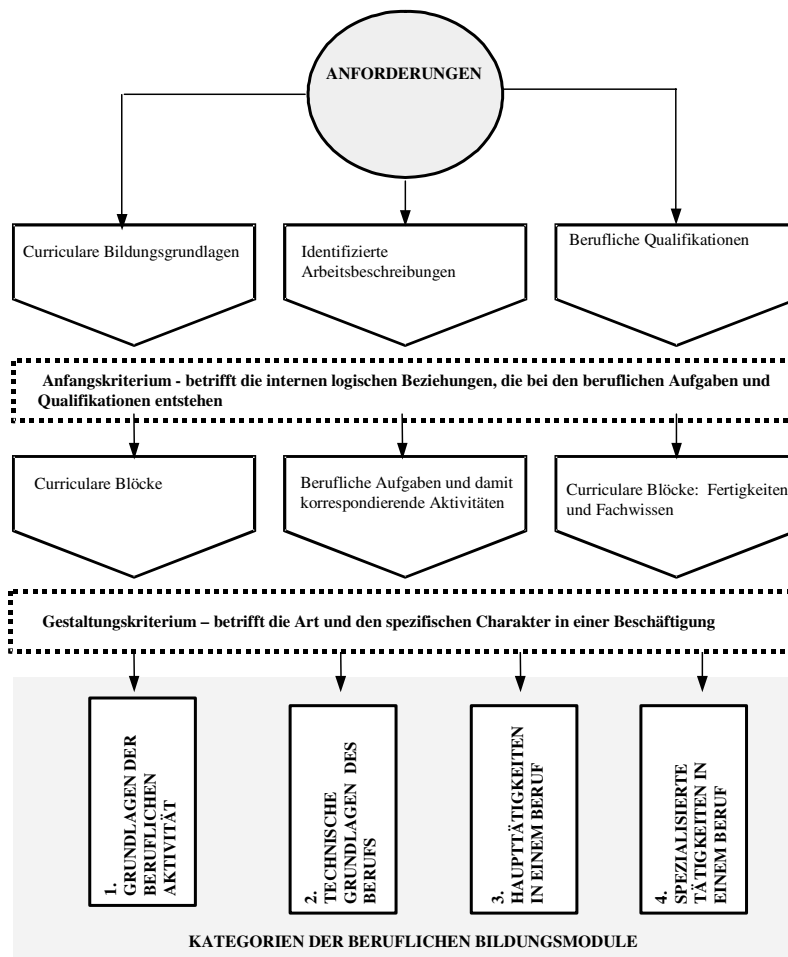 ANFORDERUNGEN
Curriculare Bildungsgrundlagen
Identifizierte
Arbeitsbeschreibungen
Berufliche Qualifikationen
Anfangskriterium - betrifft die internen logischen Beziehungen, die bei den beruflichen Aufgaben und
Qualifikationen entstehen
Curriculare Blöcke
Berufliche Aufgaben und damit
korrespondierende Aktivitäten
Curriculare Blöcke: Fertigkeiten
und Fachwissen
Gestaltungskriterium – betrifft die Art und den spezifischen Charakter in einer Beschäftigung
1.
GRUNDLAGEN DER
BERUFLICHEN
AKTIVITÄT
2.
TECHNISCHE
GRUNDLAGEN DES
BERUFS
3.
HAUPTTÄTIGKEITEN
IN EINEM BERUF
4.
SPEZIALISIERTE
TÄTIGKEITEN IN
EINEM BERUF
KATEGORIEN DER BERUFLICHEN BILDUNGSMODULE